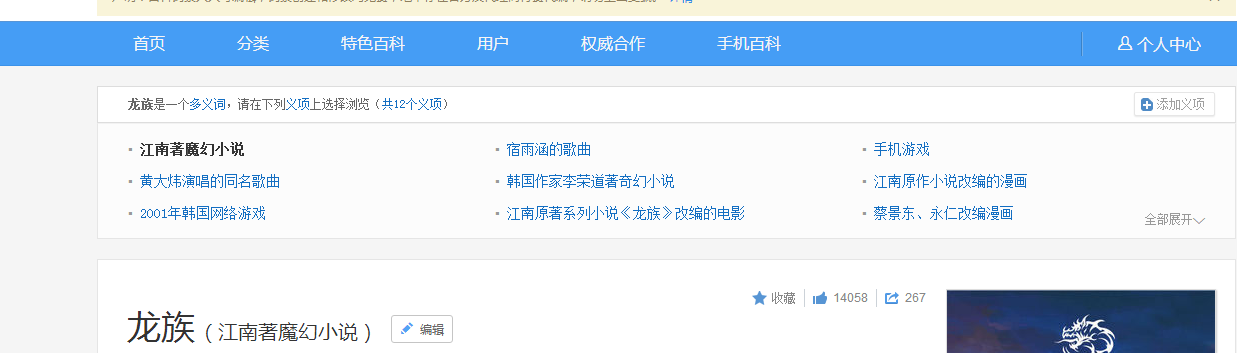 详情
首页 分类 特色百科 用户 权威合作 手机百科 个人中心
龙族是一个多义词，请在下列义项上选择浏览（共12个义项） 添加义项
▪ 江南著魔幻小说 ▪ 宿雨涵的歌曲 ▪ 手机游戏
▪ 黄大炜演唱的同名歌曲 ▪ 韩国作家李荣道著奇幻小说 ▪ 江南原作小说改编的漫画
▪ 2001年韩国网络游戏 ▪ 江南原著系列小说《龙族》改编的电影 ▪ 蔡景东、永仁改编漫画
全部展开
收藏 14058 267
龙族（江南著魔幻小说） 编辑